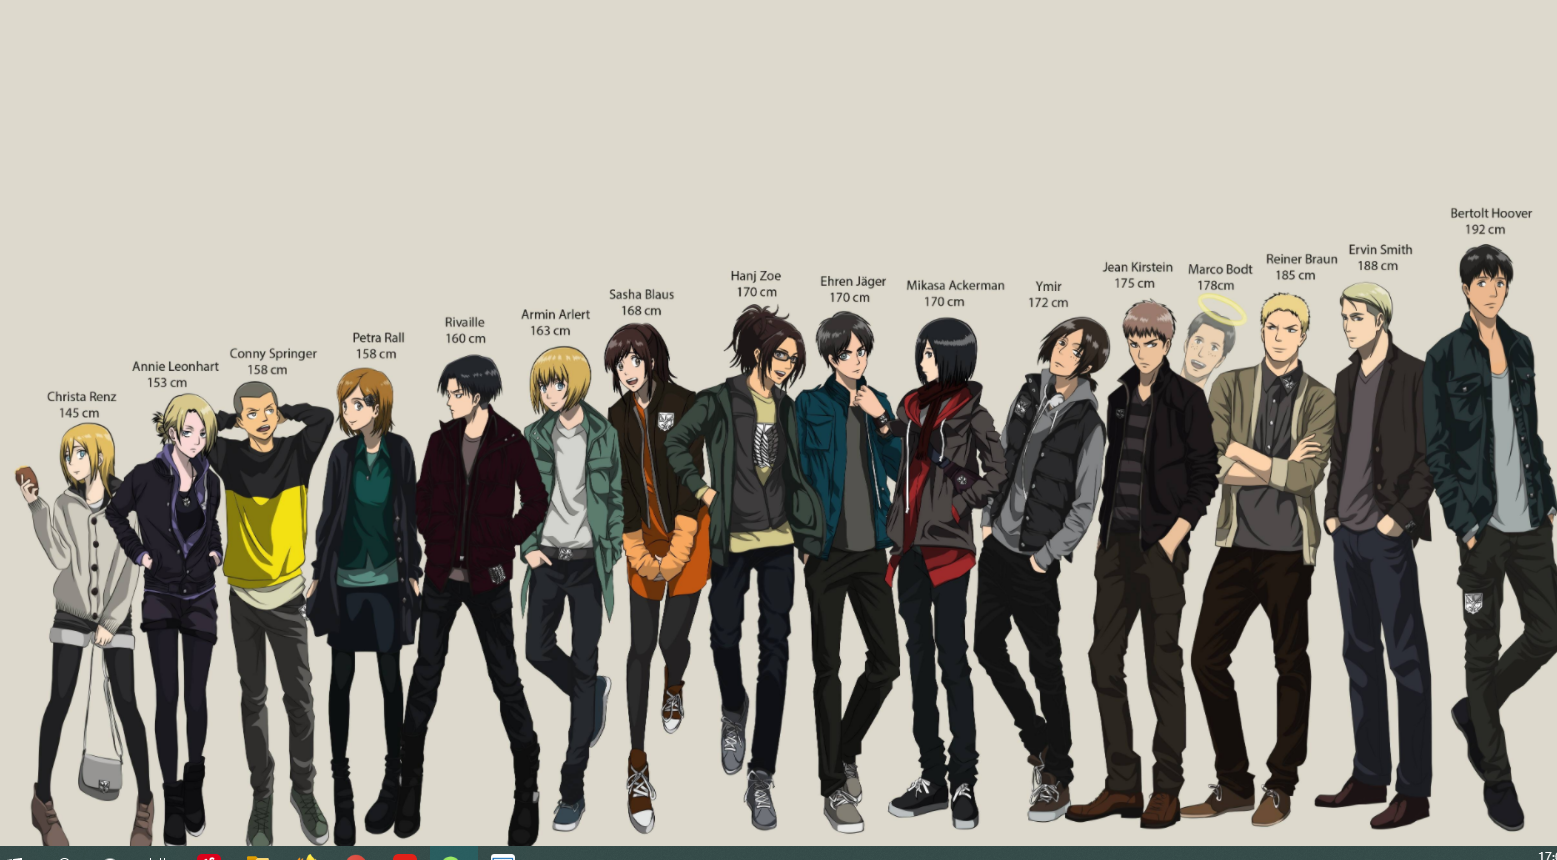 Christa Renz
145 cm
Annie Leonhart
153 cm
Conny Springer
158 cm
Petra Rall
158 cm
Rivaille
160 cm
Armin Arlert
163 cm
Sasha Blaus
168 cm
Hanj Zoe
170 cm
Ehren Jäger
170 cm
Mikasa Ackerman
170 cm
Ymir
172 cm
Jean Kirstein
175 cm
Marco Bodt
178cm
Reiner Braun
185 cm
Ervin Smith
188 cm
Bertolt Hoover
192 cm